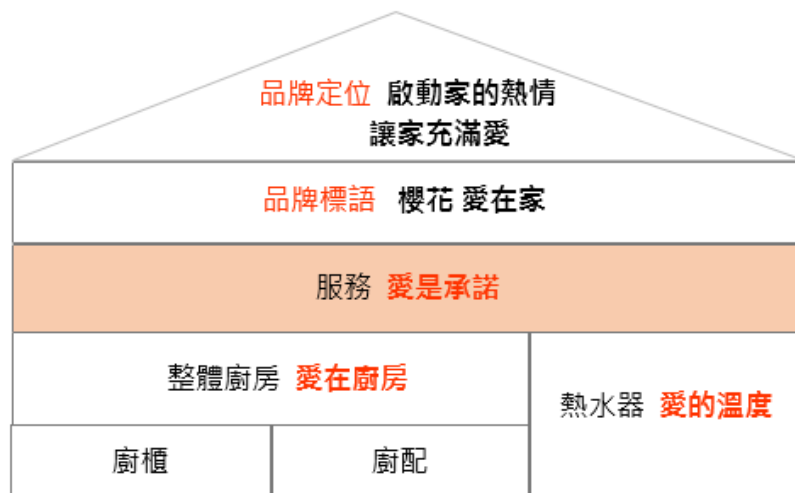 品牌定位 啟動家的熱情
讓家充滿愛
品牌標語 櫻花 愛在家
服務 愛是承諾
整體廚房 愛在廚房
熱水器 愛的溫度
廚櫃
廚配